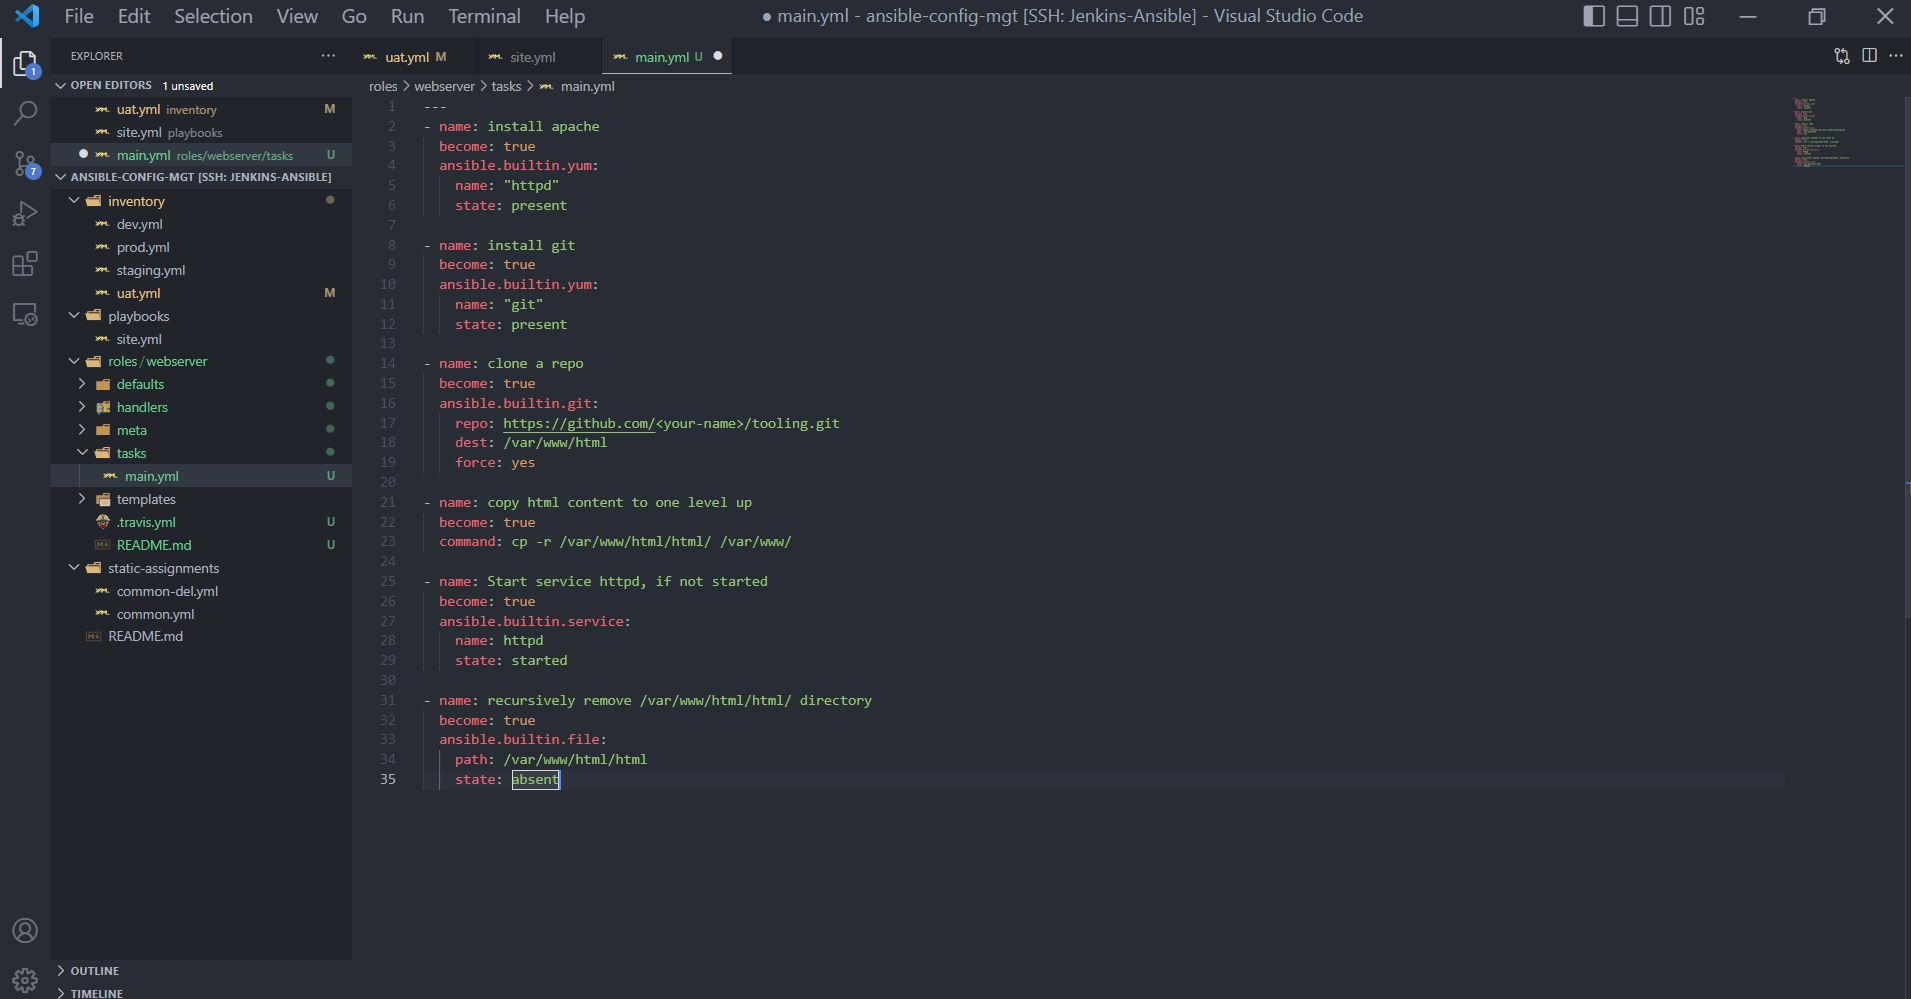 File Edit Selection View Go Run Terminal Help ● main.yml - ansible-config-mgt [SSH: Jenkins-Ansible] - Visual Studio Code
EXPLORER ···
1
7
OPEN EDITORS 1 unsaved
uat.yml inventory M
site.yml playbooks
main.yml roles/webserver/tasks U
ANSIBLE-CONFIG-MGT [SSH: JENKINS-ANSIBLE]
inventory
dev.yml
prod.yml
staging.yml
uat.yml M
playbooks
site.yml
roles/webserver
defaults
handlers
meta
tasks
main.yml U
templates
.travis.yml U
README.md U
static-assignments
common-del.yml
common.yml
README.md
OUTLINE
TIMELINE
uat.yml M site.yml main.yml U ●
roles > webserver > tasks > main.yml
1 ---
2 - name: install apache
3 become: true
4 ansible.builtin.yum:
5 name: "httpd"
6 state: present
7
8 - name: install git
9 become: true
10 ansible.builtin.yum:
11 name: "git"
12 state: present
13
14 - name: clone a repo
15 become: true
16 ansible.builtin.git:
17 repo: https://github.com/<your-name>/tooling.git
18 dest: /var/www/html
19 force: yes
20
21 - name: copy html content to one level up
22 become: true
23 command: cp -r /var/www/html/html/ /var/www/
24
25 - name: Start service httpd, if not started
26 become: true
27 ansible.builtin.service:
28 name: httpd
29 state: started
30
31 - name: recursively remove /var/www/html/html/ directory
32 become: true
33 ansible.builtin.file:
34 path: /var/www/html/html
35 state: absent